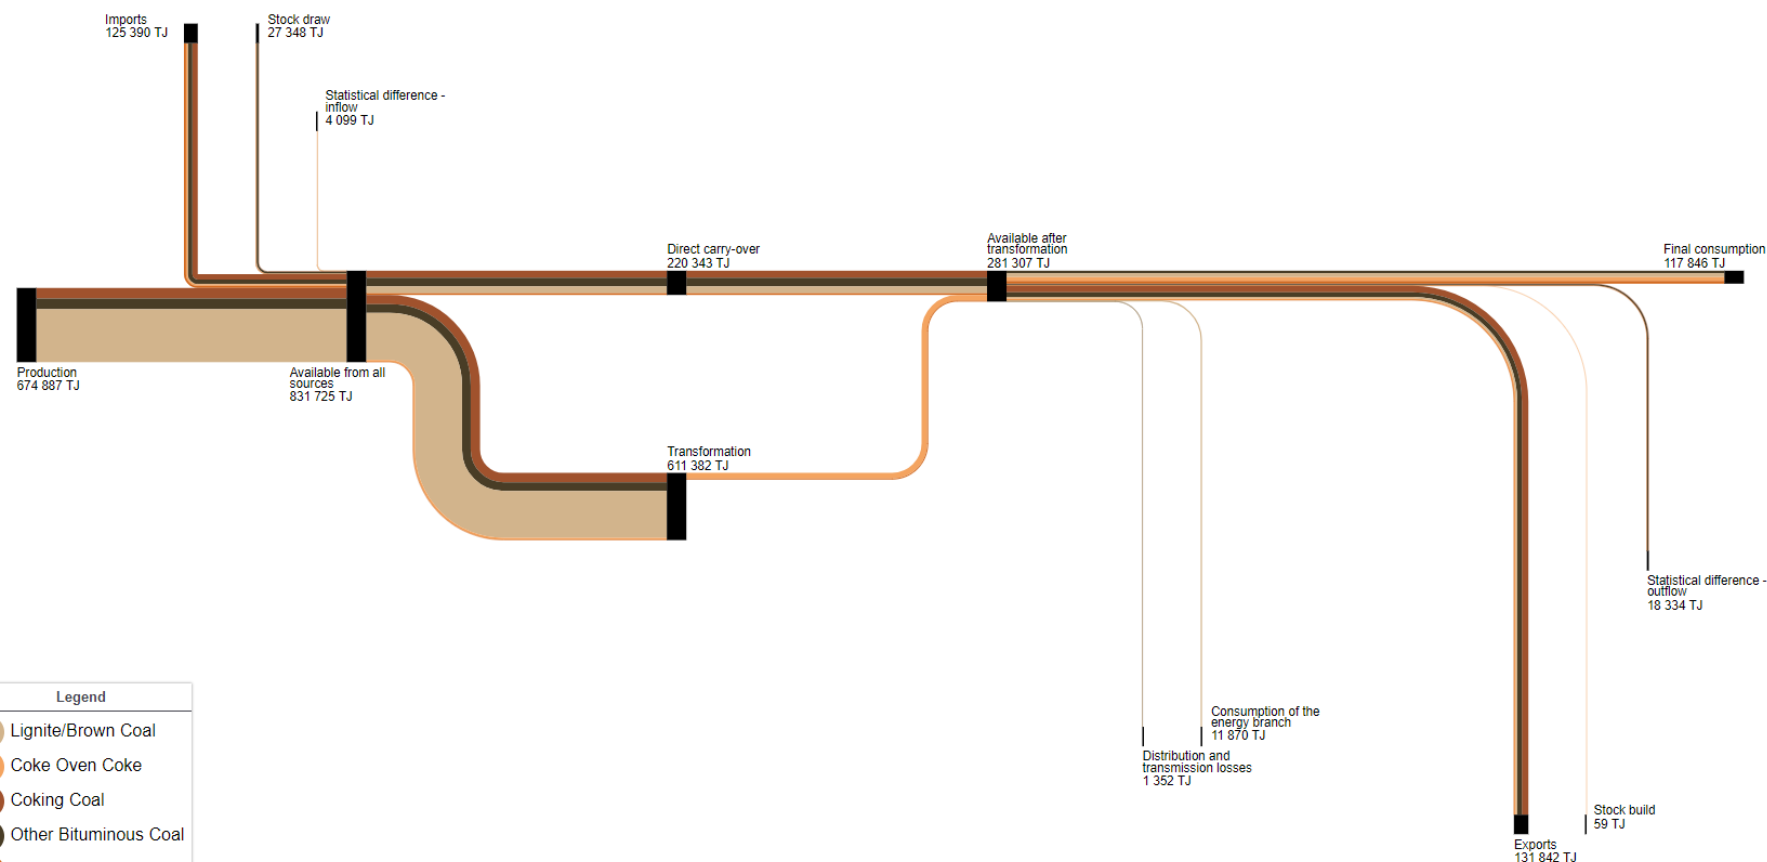 Imports
125 390 TJ
Stock draw
27 348 TJ
Statistical difference -
inflow
4 099 TJ
Direct carry-over
220 343 TJ
Available after
transformation
281 307 TJ
Final consumption
117 846 TJ
Production
674 887 TJ
Available from all
sources
831 725 TJ
Transformation
611 382 TJ
Statistical difference -
outflow
18 334 TJ
Legend
Lignite/Brown Coal
Coke Oven Coke
Coking Coal
Other Bituminous Coal
Consumption of the
energy branch
11 870 TJ
Distribution and
transmission losses
1 352 TJ
Stock build
59 TJ
Exports
131 842 TJ